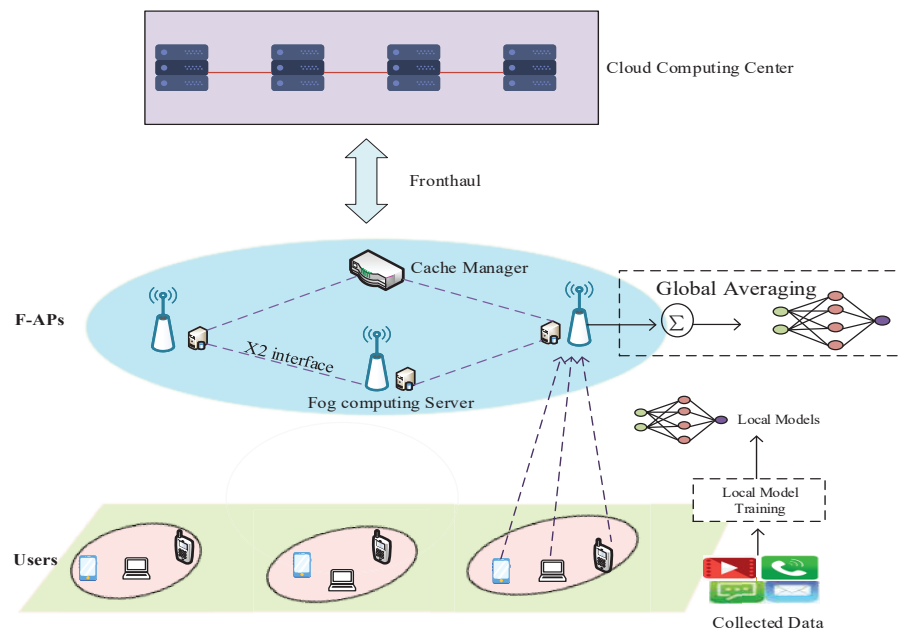 Cloud Computing Center
Fronthaul
Cache Manager
Global Averaging
F-APs
Σ
X2 interface
Fog computing Server
Local Models
Local Model
Training
Users
Collected Data